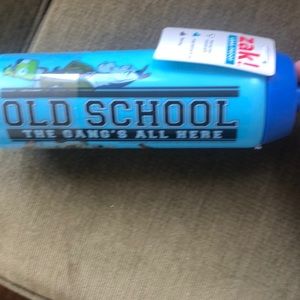 zak!
OLD SCHOOL
THE GANG'S ALL HERE